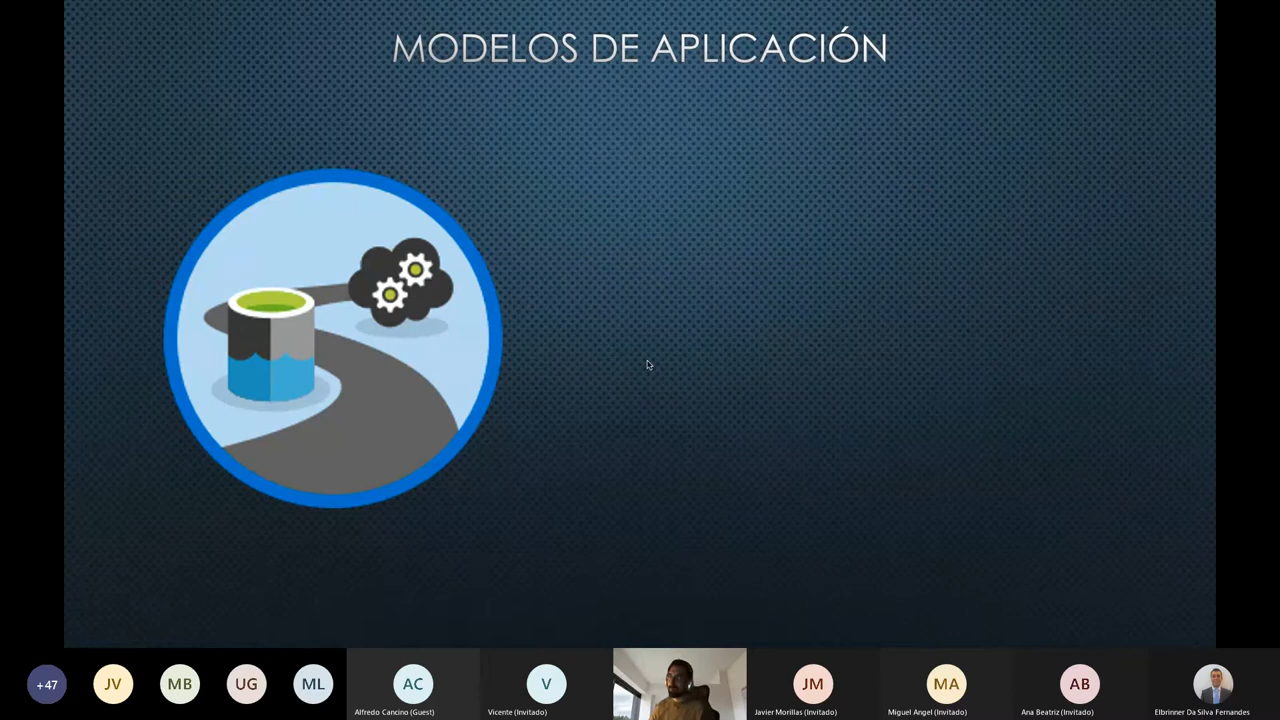 MODELOS DE APLICACIÓN
+47
JV
MB
UG
ML
AC
Alfredo Cancino (Guest)
V
Vicente (Invitado)
JM
Javier Morillas (Invitado)
MA
Miguel Angel (Invitado)
AB
Ana Beatriz (Invitado)
Elbrinner Da Silva Fernandes